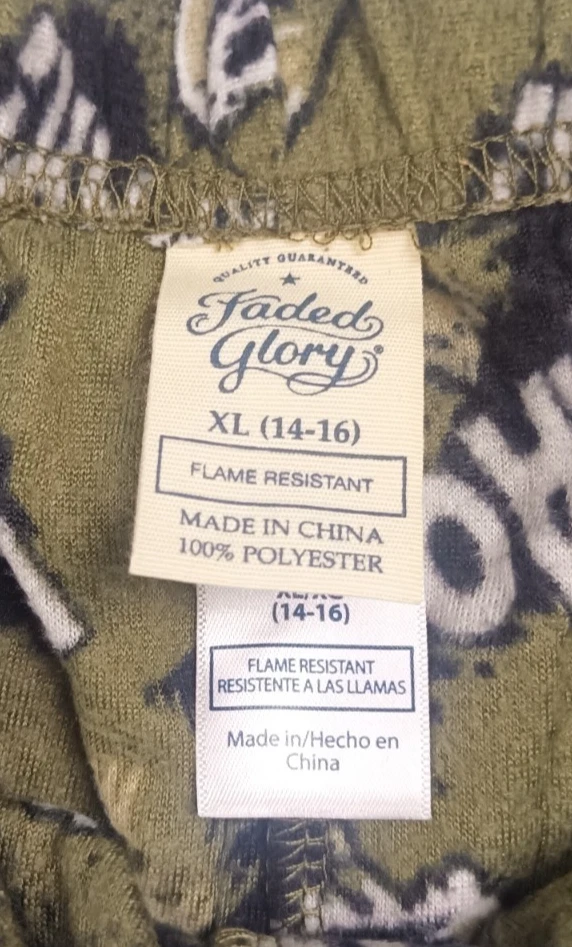 QUALITY GUARANTEED
Faded
Glory®
XL (14-16)
FLAME RESISTANT
MADE IN CHINA
100% POLYESTER
(14-16)
FLAME RESISTANT
RESISTENTE A LAS LLAMAS
Made in/Hecho en
China